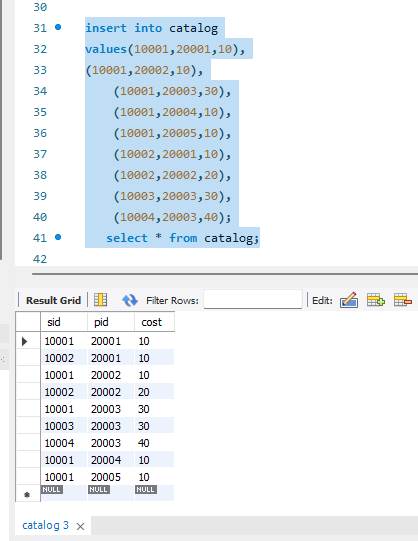 30
31 insert into catalog
32 values(10001,20001,10),
33 (10001,20002,10),
34 (10001,20003,30),
35 (10001,20004,10),
36 (10001,20005,10),
37 (10002,20001,10),
38 (10002,20002,20),
39 (10003,20003,30),
40 (10004,20003,40);
41 select * from catalog;
42
Result Grid Filter Rows: Edit:
sid pid cost
10001 20001 10
10002 20001 10
10001 20002 10
10002 20002 20
10001 20003 30
10003 20003 30
10004 20003 40
10001 20004 10
10001 20005 10
NULL NULL NULL
catalog 3